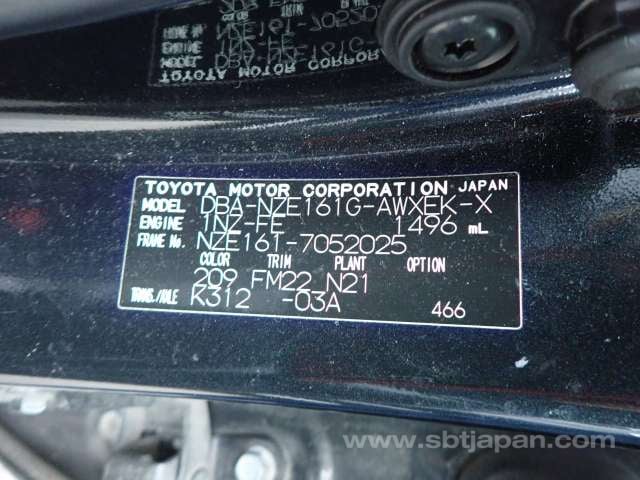 TOYOTA MOTOR CORPORATION JAPAN
MODEL DBA-NZE161G-AWXEK-X
ENGINE 1NZ-FE 1496 mL
FRAME No. NZE161-7052025
COLOR TRIM PLANT OPTION
209 FM22 N21
TRANS./AXLE K312 -03A
466
www.sbtjapan.com